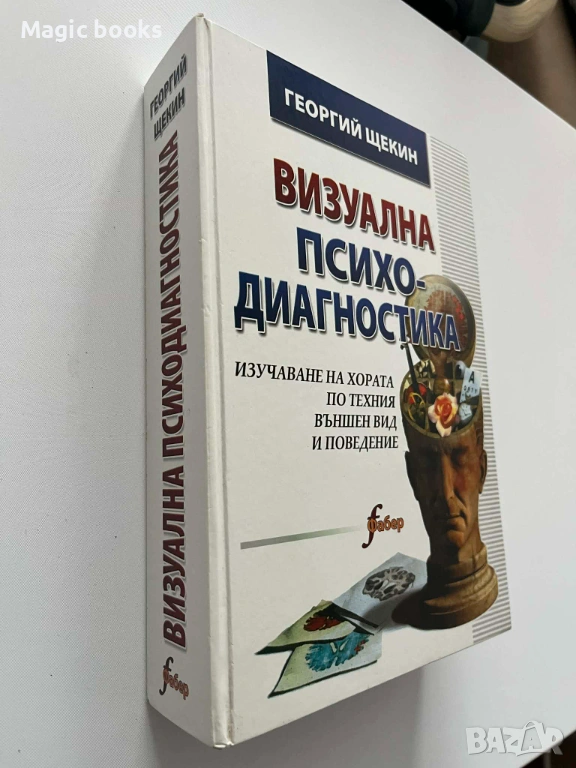 Magic books
ГЕОРГИЙ
ЩЕКИН
ВИЗУАЛНА ПСИХОДИАГНОСТИКА
фабер
ГЕОРГИЙ ЩЕКИН
ВИЗУАЛНА
ПСИХО-
ДИАГНОСТИКА
ИЗУЧАВАНЕ НА ХОРАТА
ПО ТЕХНИЯ
ВЪНШЕН ВИД
И ПОВЕДЕНИЕ
фабер
A
BAZAR